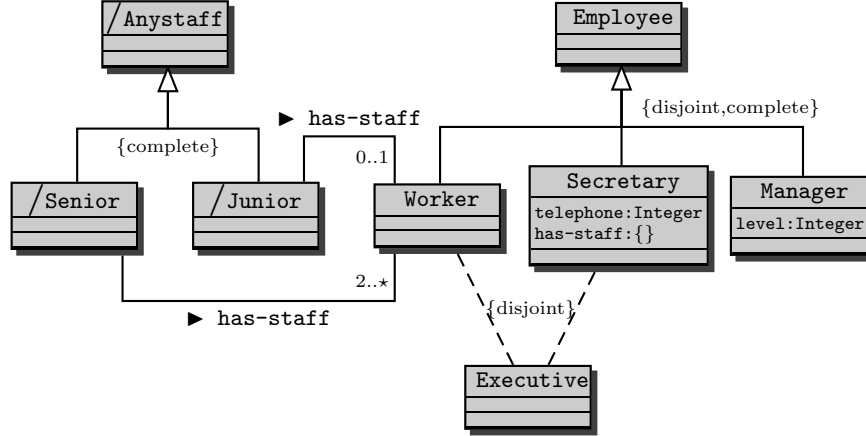 /Anystaff
Employee
► has-staff
{disjoint,complete}
{complete}
0..1
/Senior
/Junior
Worker
Secretary
telephone:Integer
has-staff:{}
Manager
level:Integer
2..⋆
► has-staff
{disjoint}
Executive